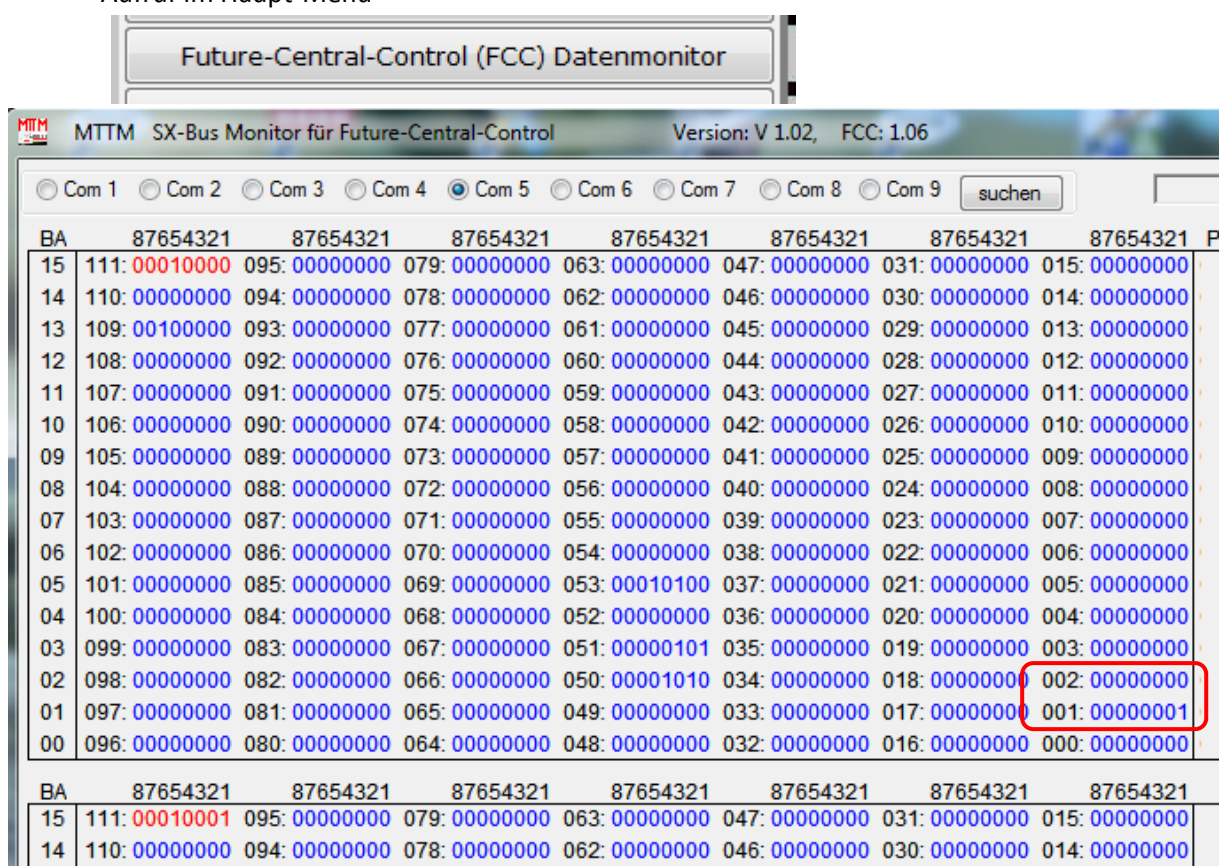 Aufruf im Haupt-Menü
Future-Central-Control (FCC) Datenmonitor
MTTM MTTM SX-Bus Monitor für Future-Central-Control Version: V 1.02, FCC: 1.06
Com 1 Com 2 Com 3 Com 4 Com 5 Com 6 Com 7 Com 8 Com 9 suchen
BA 87654321 87654321 87654321 87654321 87654321 87654321 87654321 P
15 111: 00010000 095: 00000000 079: 00000000 063: 00000000 047: 00000000 031: 00000000 015: 00000000
14 110: 00000000 094: 00000000 078: 00000000 062: 00000000 046: 00000000 030: 00000000 014: 00000000
13 109: 00100000 093: 00000000 077: 00000000 061: 00000000 045: 00000000 029: 00000000 013: 00000000
12 108: 00000000 092: 00000000 076: 00000000 060: 00000000 044: 00000000 028: 00000000 012: 00000000
11 107: 00000000 091: 00000000 075: 00000000 059: 00000000 043: 00000000 027: 00000000 011: 00000000
10 106: 00000000 090: 00000000 074: 00000000 058: 00000000 042: 00000000 026: 00000000 010: 00000000
09 105: 00000000 089: 00000000 073: 00000000 057: 00000000 041: 00000000 025: 00000000 009: 00000000
08 104: 00000000 088: 00000000 072: 00000000 056: 00000000 040: 00000000 024: 00000000 008: 00000000
07 103: 00000000 087: 00000000 071: 00000000 055: 00000000 039: 00000000 023: 00000000 007: 00000000
06 102: 00000000 086: 00000000 070: 00000000 054: 00000000 038: 00000000 022: 00000000 006: 00000000
05 101: 00000000 085: 00000000 069: 00000000 053: 00010100 037: 00000000 021: 00000000 005: 00000000
04 100: 00000000 084: 00000000 068: 00000000 052: 00000000 036: 00000000 020: 00000000 004: 00000000
03 099: 00000000 083: 00000000 067: 00000000 051: 00000101 035: 00000000 019: 00000000 003: 00000000
02 098: 00000000 082: 00000000 066: 00000000 050: 00001010 034: 00000000 018: 00000000 002: 00000000
01 097: 00000000 081: 00000000 065: 00000000 049: 00000000 033: 00000000 017: 00000000 001: 00000001
00 096: 00000000 080: 00000000 064: 00000000 048: 00000000 032: 00000000 016: 00000000 000: 00000000
BA 87654321 87654321 87654321 87654321 87654321 87654321 87654321
15 111: 00010001 095: 00000000 079: 00000000 063: 00000000 047: 00000000 031: 00000000 015: 00000000
14 110: 00000000 094: 00000000 078: 00000000 062: 00000000 046: 00000000 030: 00000000 014: 00000000